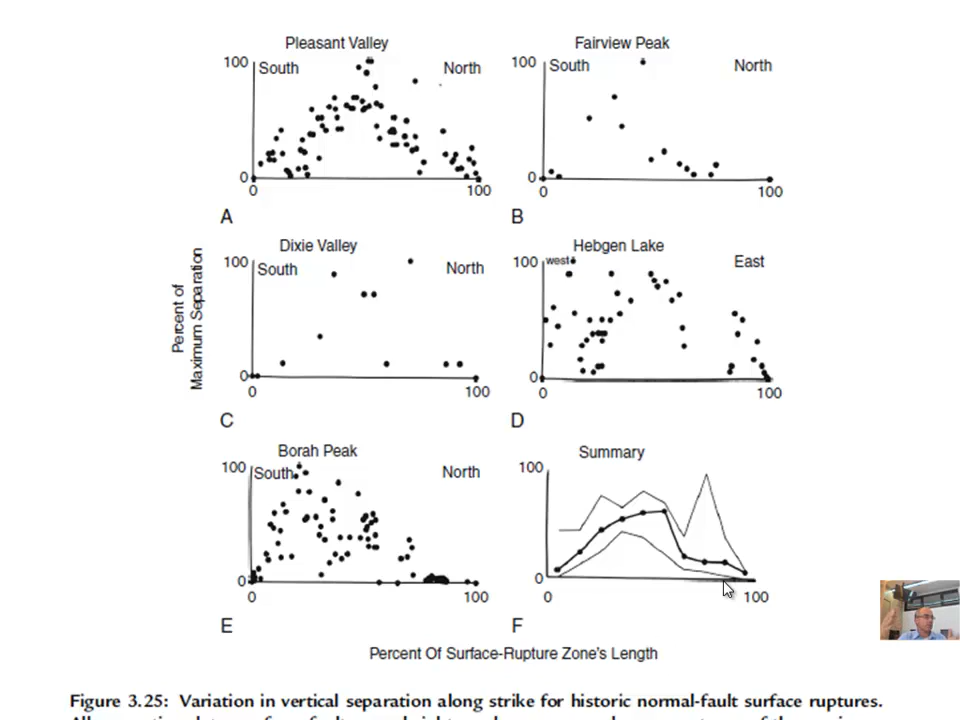 Pleasant Valley
100
South
North
0
0
100
A
Fairview Peak
100
South
North
0
0
100
B
Dixie Valley
100
South
North
0
0
100
C
Hebgen Lake
100
west
East
0
0
100
D
Percent of
Maximum Separation
Borah Peak
100
South
North
0
0
100
E
Summary
100
0
0
100
F
Percent Of Surface-Rupture Zone's Length
Figure 3.25: Variation in vertical separation along strike for historic normal-fault surface ruptures.